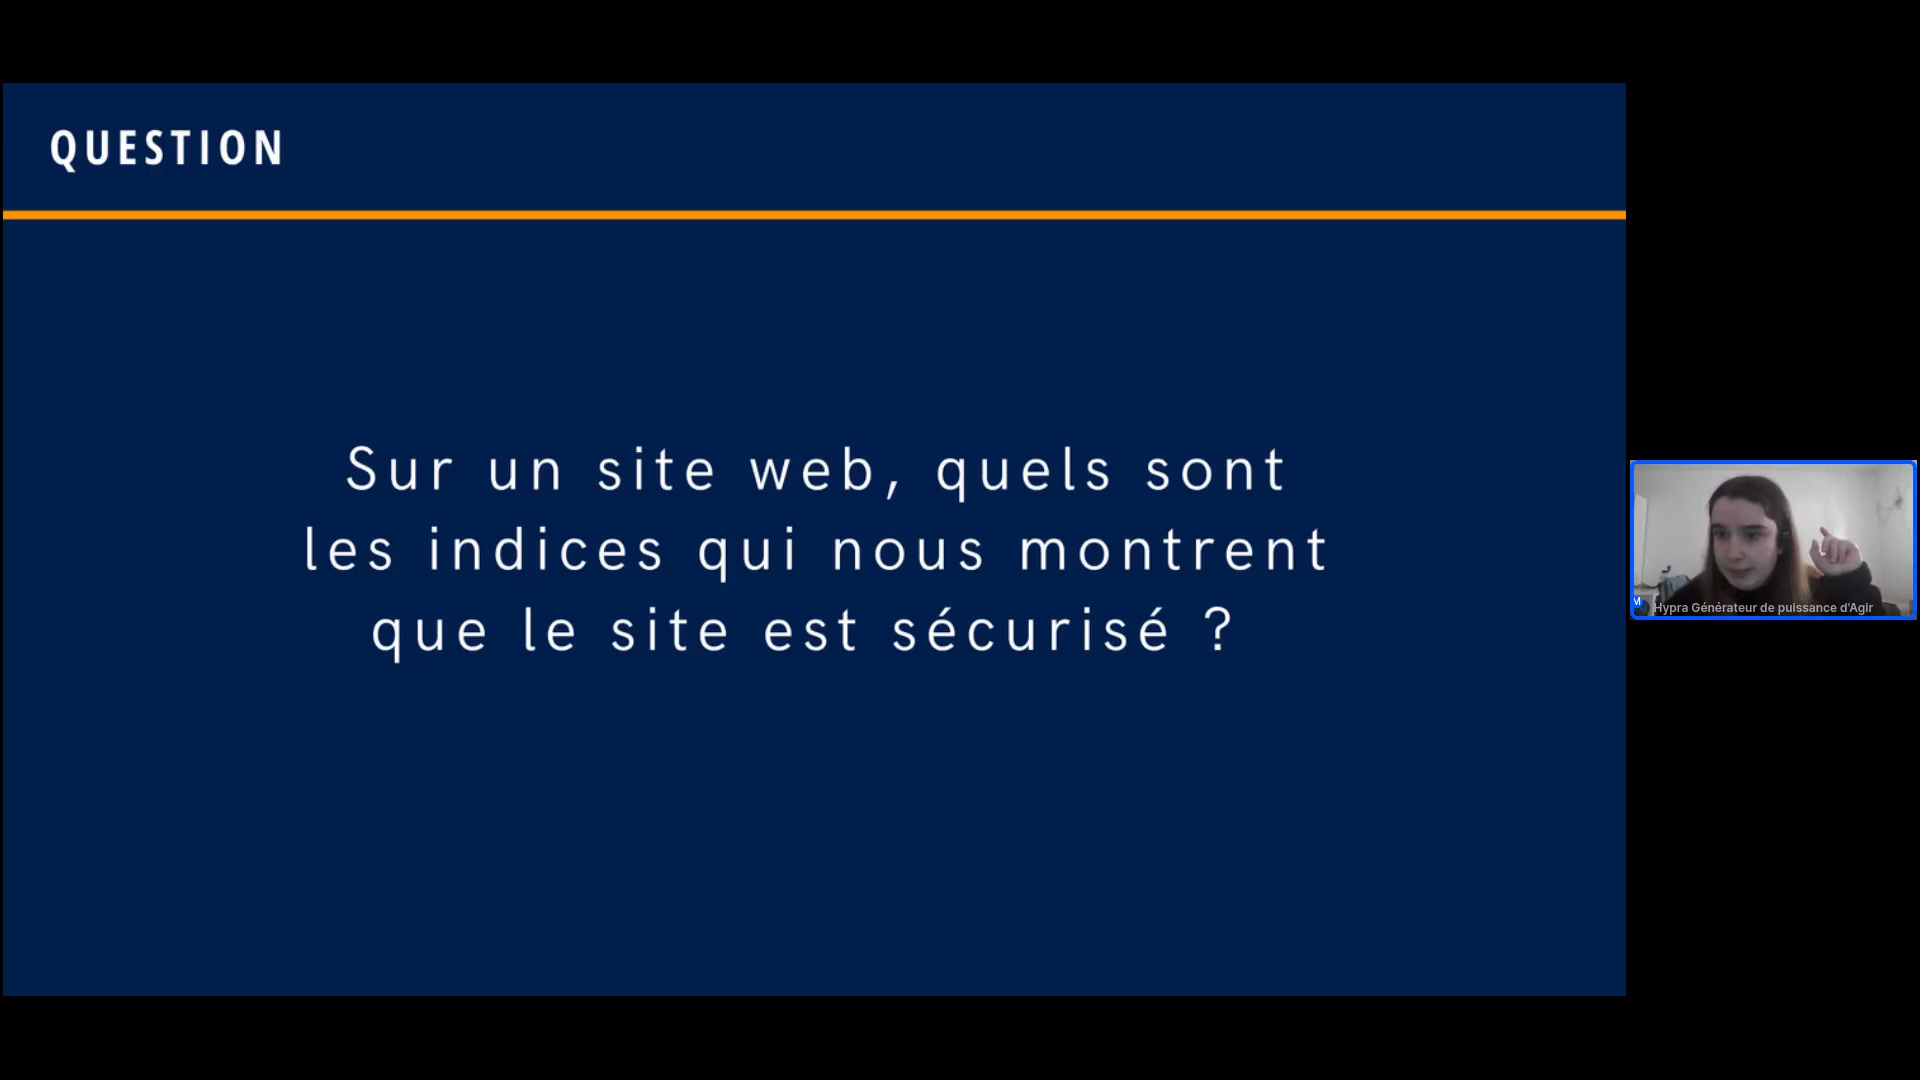 QUESTION
Sur un site web, quels sont
les indices qui nous montrent
que le site est sécurisé ?
M
Hypra Générateur de puissance d'Agir